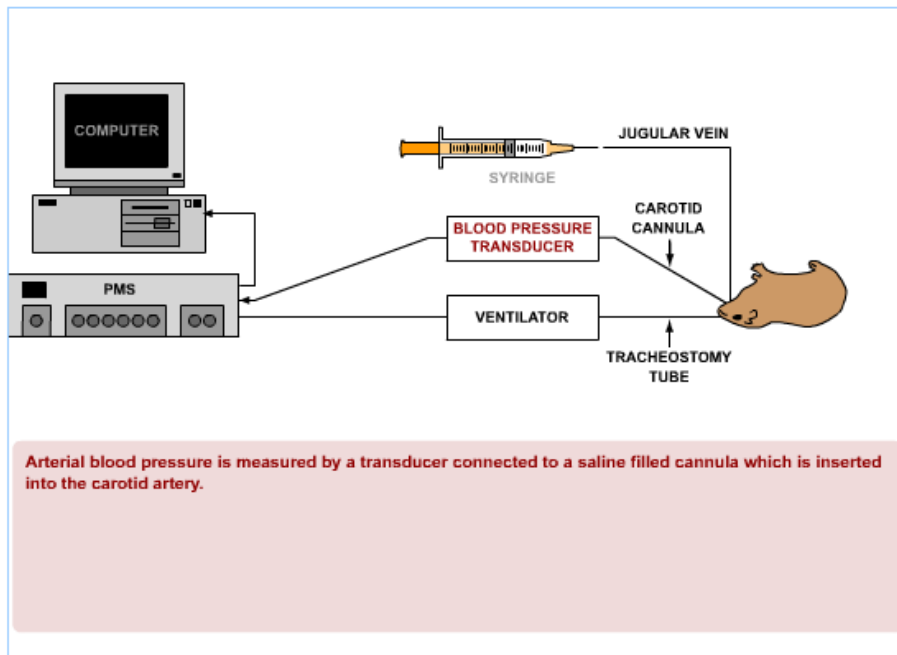 COMPUTER
JUGULAR VEIN
SYRINGE
CAROTID
CANNULA
BLOOD PRESSURE
TRANSDUCER
PMS
VENTILATOR
TRACHEOSTOMY
TUBE
Arterial blood pressure is measured by a transducer connected to a saline filled cannula which is inserted
into the carotid artery.